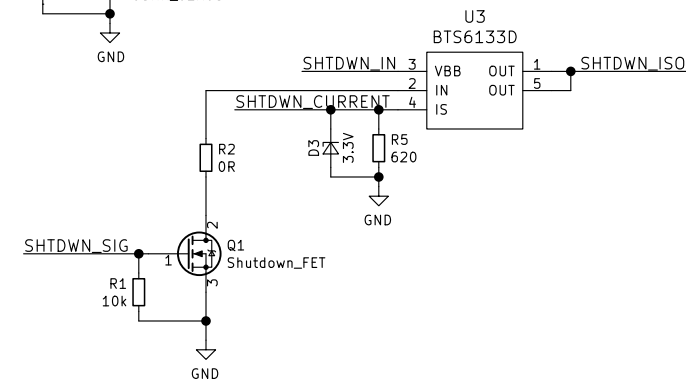 GND
U3
BTS6133D
SHTDWN_IN 3 VBB OUT 1 SHTDWN_ISO
2 IN OUT 5
SHTDWN_CURRENT 4 IS
R2
0R
D3
3.3V
R5
620
GND
2
SHTDWN_SIG
1
Q1
Shutdown_FET
3
R1
10k
GND